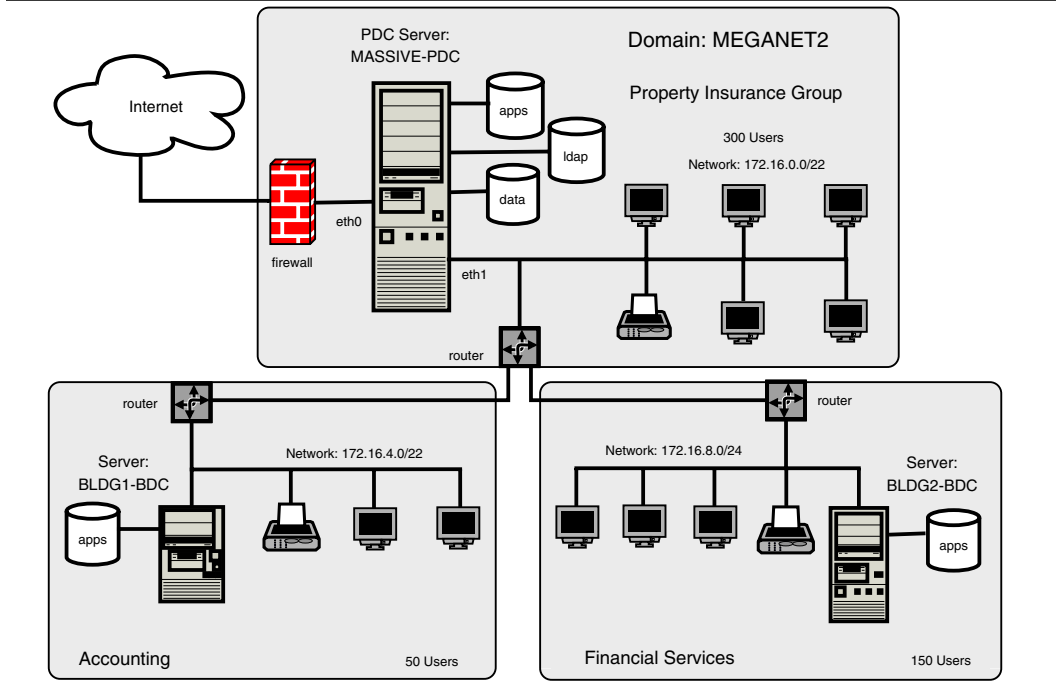 PDC Server:
MASSIVE-PDC
Domain: MEGANET2
Internet
apps
Property Insurance Group
ldap
300 Users
Network: 172.16.0.0/22
data
eth0
firewall
eth1
router
router
Network: 172.16.4.0/22
Server:
BLDG1-BDC
apps
Accounting
50 Users
router
Network: 172.16.8.0/24
Server:
BLDG2-BDC
apps
Financial Services
150 Users